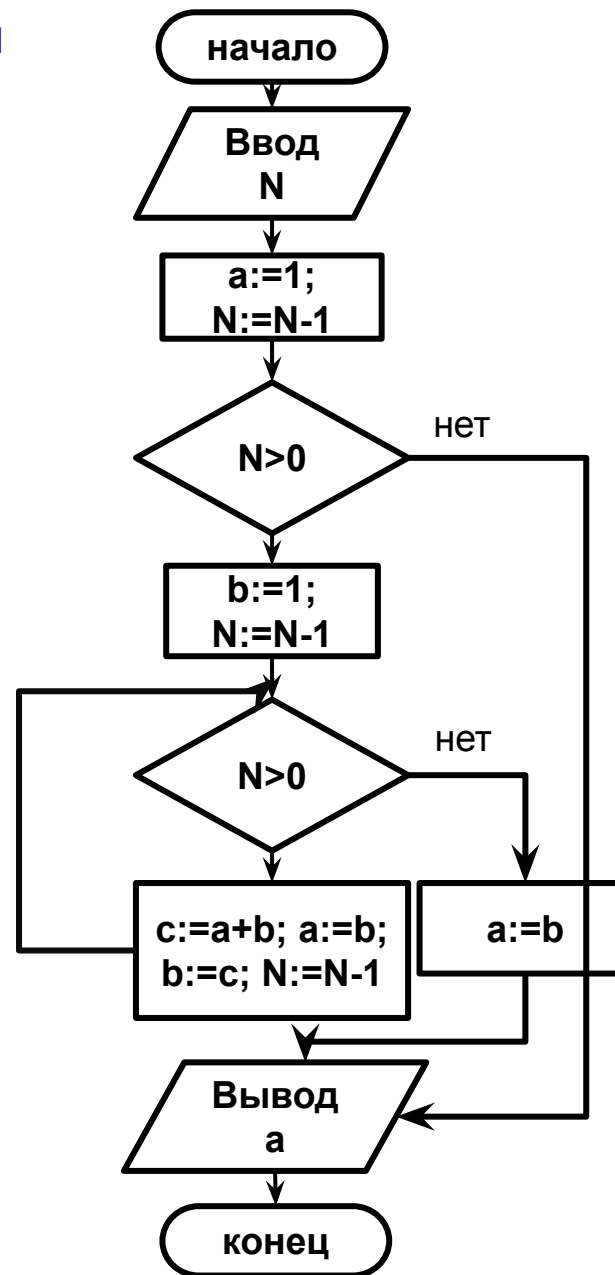 начало
Ввод
N
a:=1;
N:=N-1
N>0
нет
b:=1;
N:=N-1
N>0
нет
c:=a+b; a:=b;
b:=c; N:=N-1
a:=b
Вывод
a
конец